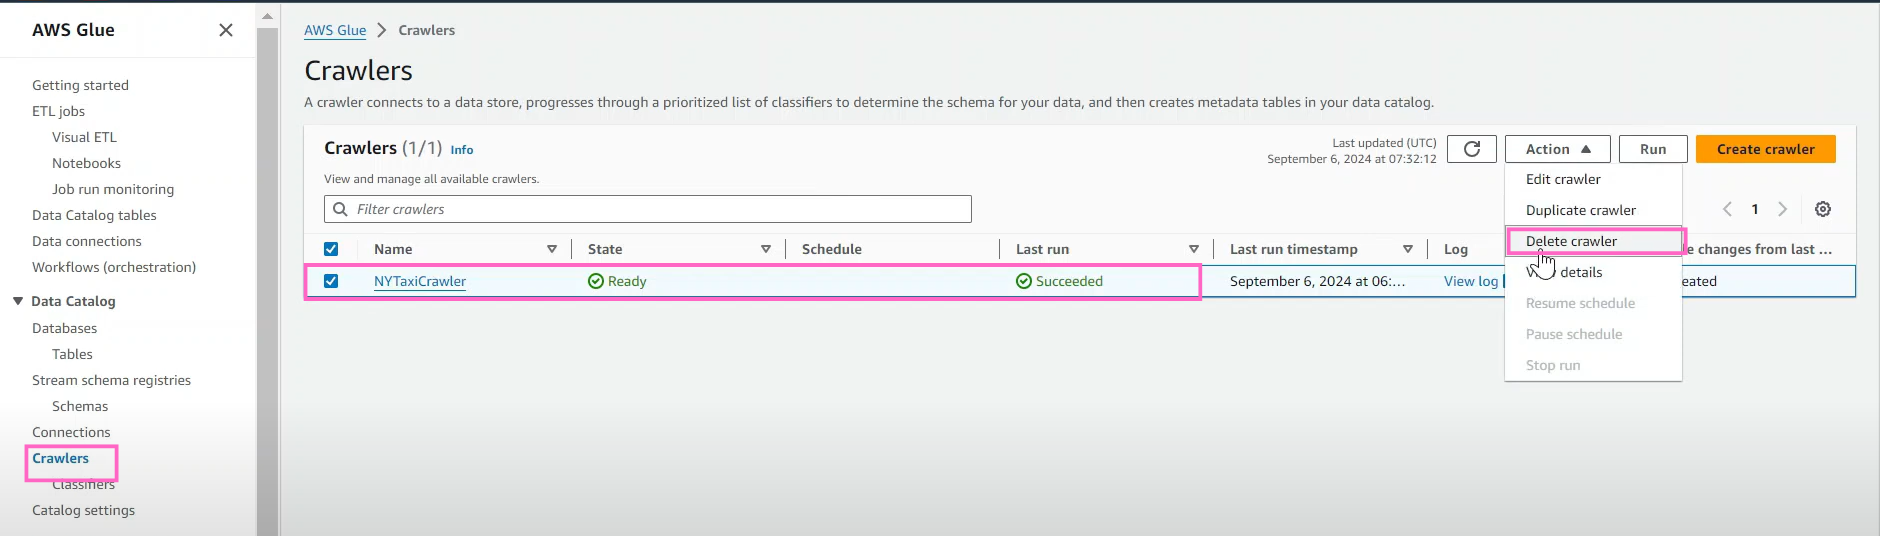 AWS Glue
Getting started
ETL jobs
Visual ETL
Notebooks
Job run monitoring
Data Catalog tables
Data connections
Workflows (orchestration)
Data Catalog
Databases
Tables
Stream schema registries
Schemas
Connections
Crawlers
Classifiers
Catalog settings
AWS Glue > Crawlers
Crawlers
A crawler connects to a data store, progresses through a prioritized list of classifiers to determine the schema for your data, and then creates metadata tables in your data catalog.
Crawlers (1/1) Info
View and manage all available crawlers.
Last updated (UTC)
September 6, 2024 at 07:32:12
Action Run Create crawler
Filter crawlers
1
Edit crawler
Duplicate crawler
Delete crawler
details
Resume schedule
Pause schedule
Stop run
Name State Schedule Last run Last run timestamp Log changes from last ...
NYTaxiCrawler Ready Succeeded September 6, 2024 at 06:... View log eated